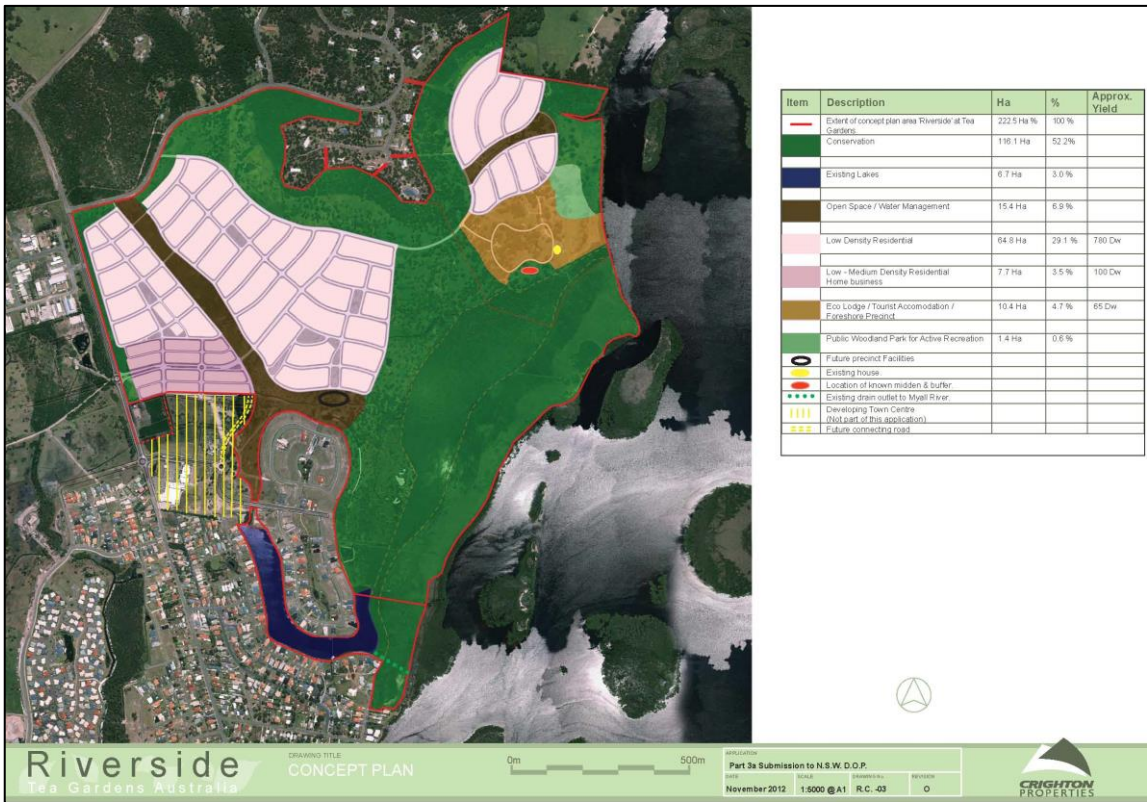 Item Description Ha % Approx. Yield
Extent of concept plan area 'Riverside' at Tea Gardens. 222.5 Ha % 100 %
Conservation 116.1 Ha 52.2%
Existing Lakes 6.7 Ha 3.0 %
Open Space / Water Management 15.4 Ha 6.9 %
Low Density Residential 64.8 Ha 29.1 % 780 Dw
Low - Medium Density Residential Home business 7.7 Ha 3.5 % 100 Dw
Eco Lodge / Tourist Accomodation / Foreshore Precinct 10.4 Ha 4.7 % 65 Dw
Public Woodland Park for Active Recreation 1.4 Ha 0.6 %
Future precinct Facilities
Existing house.
Location of known midden & buffer.
Existing drain outlet to Myall River.
Developing Town Centre
(Not part of this application)
Future connecting road
Riverside
Tea Gardens Australia
DRAWING TITLE
CONCEPT PLAN
0m 500m
APPLICATION
Part 3a Submission to N.S.W. D.O.P.
DATE SCALE DRAWING No. REVISION
November 2012 1:5000 @ A1 R.C. -03 O
CRIGHTON
PROPERTIES